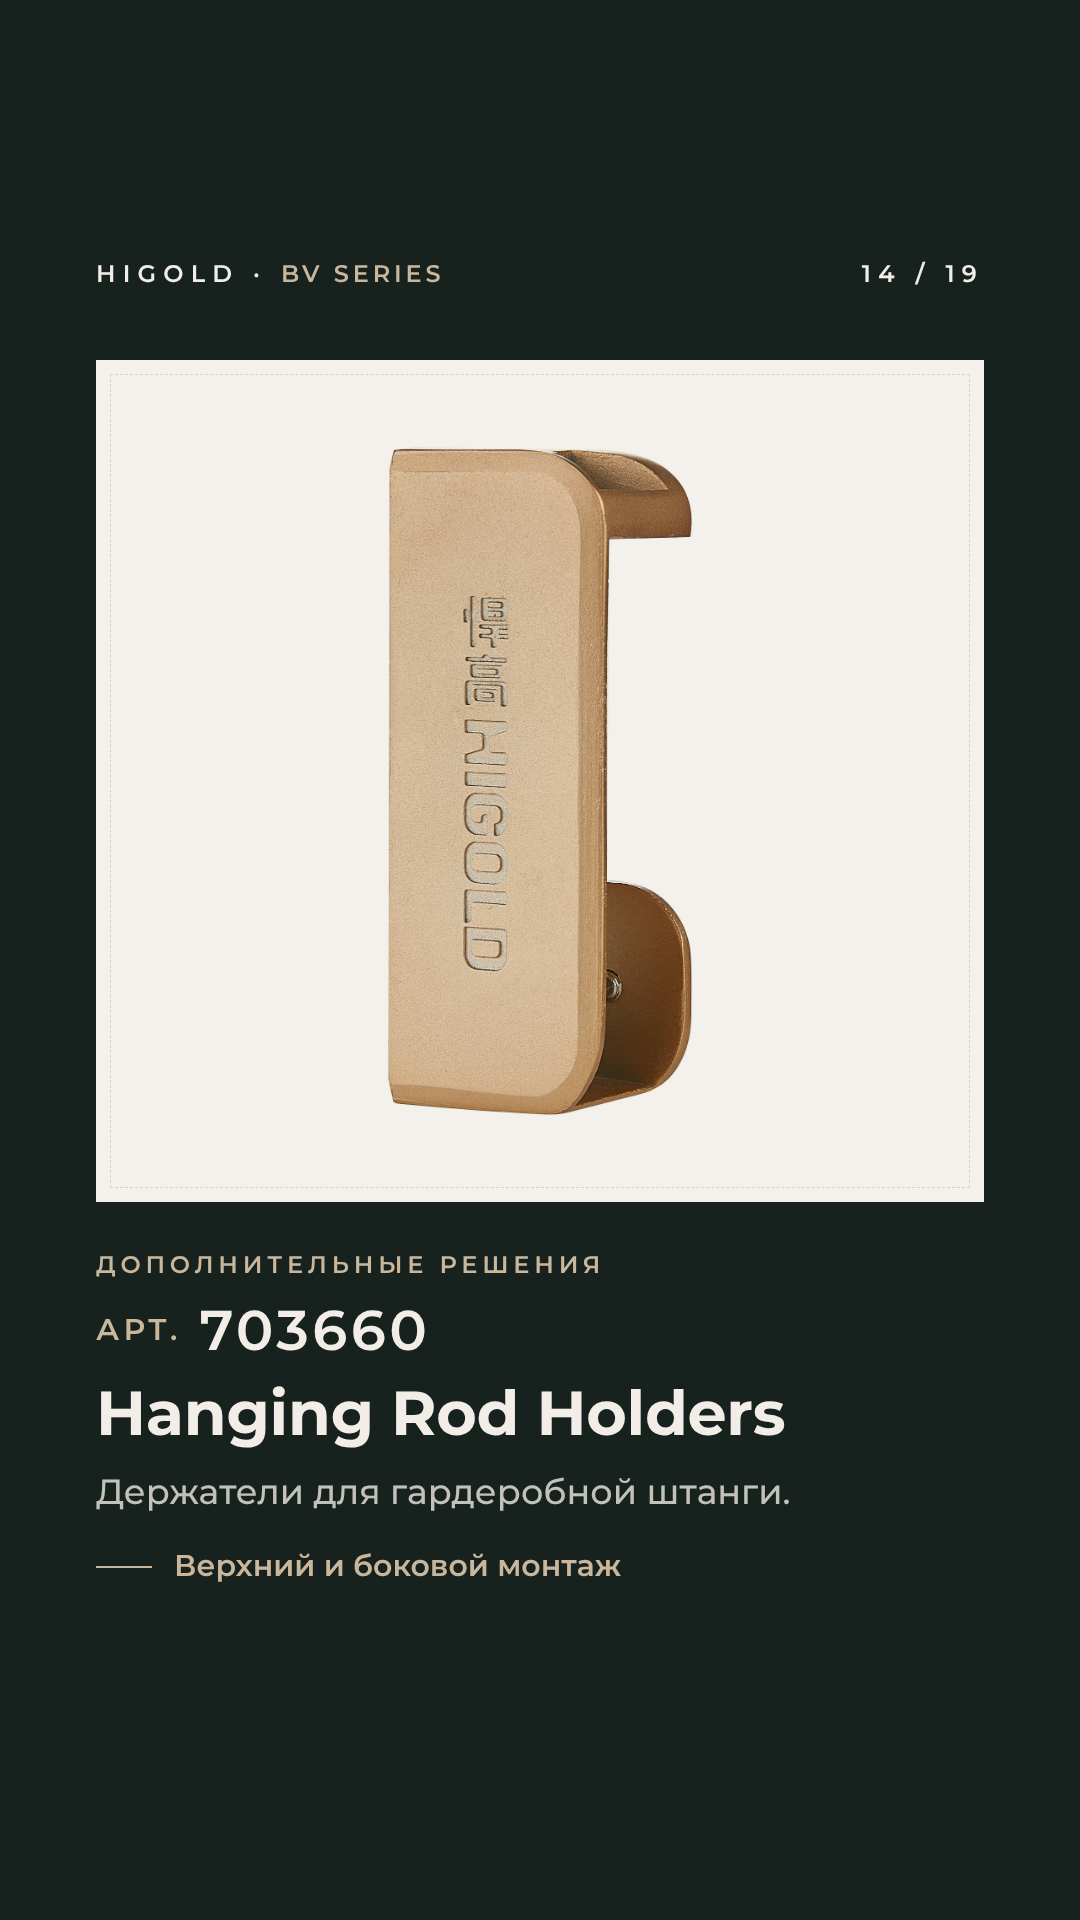 HIGOLD · BV SERIES
14 / 19
悍高 HIGOLD
ДОПОЛНИТЕЛЬНЫЕ РЕШЕНИЯ
АРТ. 703660
Hanging Rod Holders
Держатели для гардеробной штанги.
Верхний и боковой монтаж